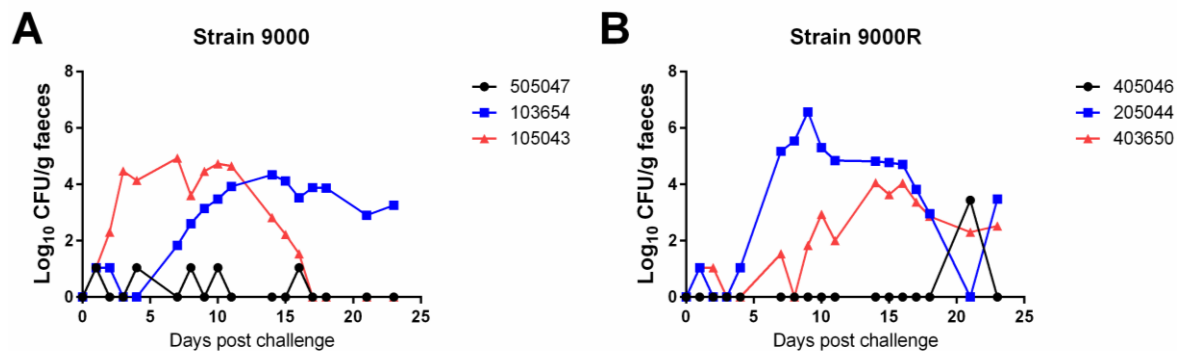 A
Strain 9000
Log10 CFU/g faeces
8
6
4
2
0
0 5 10 15 20 25
Days post challenge
505047
103654
105043
B
Strain 9000R
Log10 CFU/g faeces
8
6
4
2
0
0 5 10 15 20 25
Days post challenge
405046
205044
403650